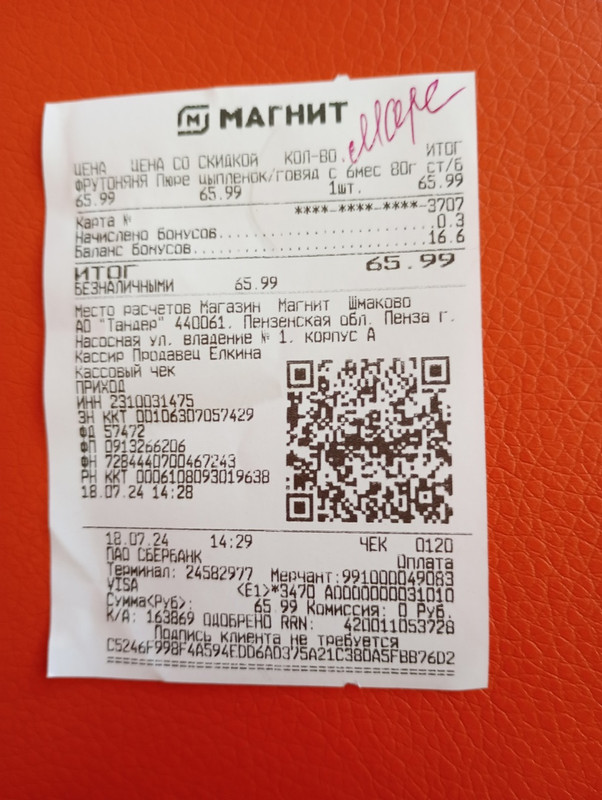 МАГНИТ
Море
ЦЕНА ЦЕНА СО СКИДКОЙ КОЛ-ВО. ИТОГ
ФРУТОНЯНЯ Пюре цыпленок/говяд с 6мес 80г ст/б
65.99 65.99 1шт. 65.99
Карта № ****-****-****-3707
Начислено бонусов..................0.3
Баланс бонусов....................16.6
ИТОГ 65.99
БЕЗНАЛИЧНЫМИ 65.99
Место расчетов Магазин Магнит Шмаково
АО "Тандер" 440061. Пензенская обл. Пенза г.
Насосная ул. владение № 1. корпус А
Кассир Продавец Елкина
Кассовый чек
ПРИХОД
ИНН 2310031475
ЗН ККТ 00106307057429
ФД 57472
ФП 0913266206
ФН 7284440700467243
РН ККТ 0006108093019638
18.07.24 14:28
18.07.24 14:29 ЧЕК 0120
ПАО СБЕРБАНК Оплата
Терминал: 24582977 Мерчант:991000049083
VISA <E1>*3470 A0000000031010
Сумма<Руб>: 65.99 Комиссия: 0 Руб.
К/А: 163869 ОДОБРЕНО RRN: 420011053728
Подпись клиента не требуется
C5246F998F4A594EDD6AD375A21C38DA5FBB76D2